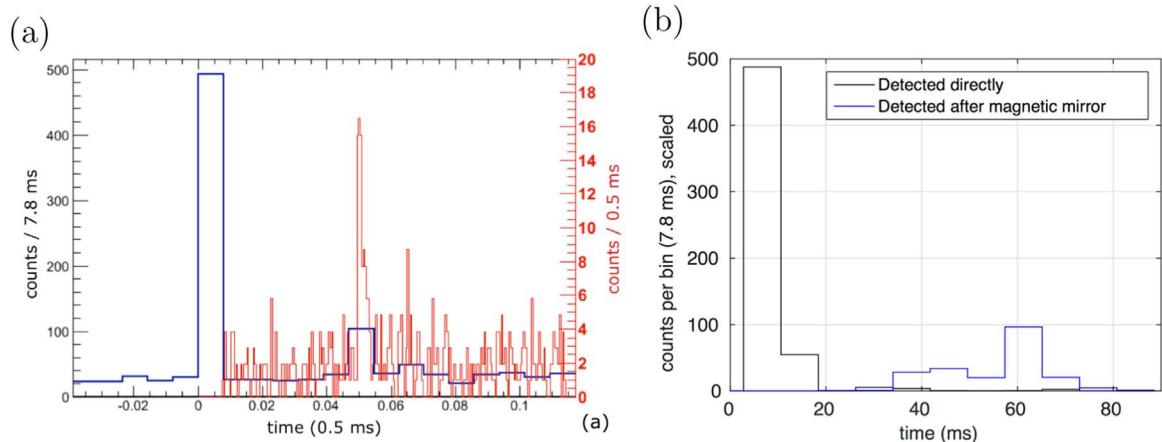 (a)
500
400
300
200
100
0
counts / 7.8 ms
20
18
16
14
12
10
8
6
4
2
0
counts / 0.5 ms
-0.02 0 0.02 0.04 0.06 0.08 0.1
time (0.5 ms)
(a)
(b)
500
400
300
200
100
0
counts per bin (7.8 ms), scaled
Detected directly
Detected after magnetic mirror
0 20 40 60 80
time (ms)